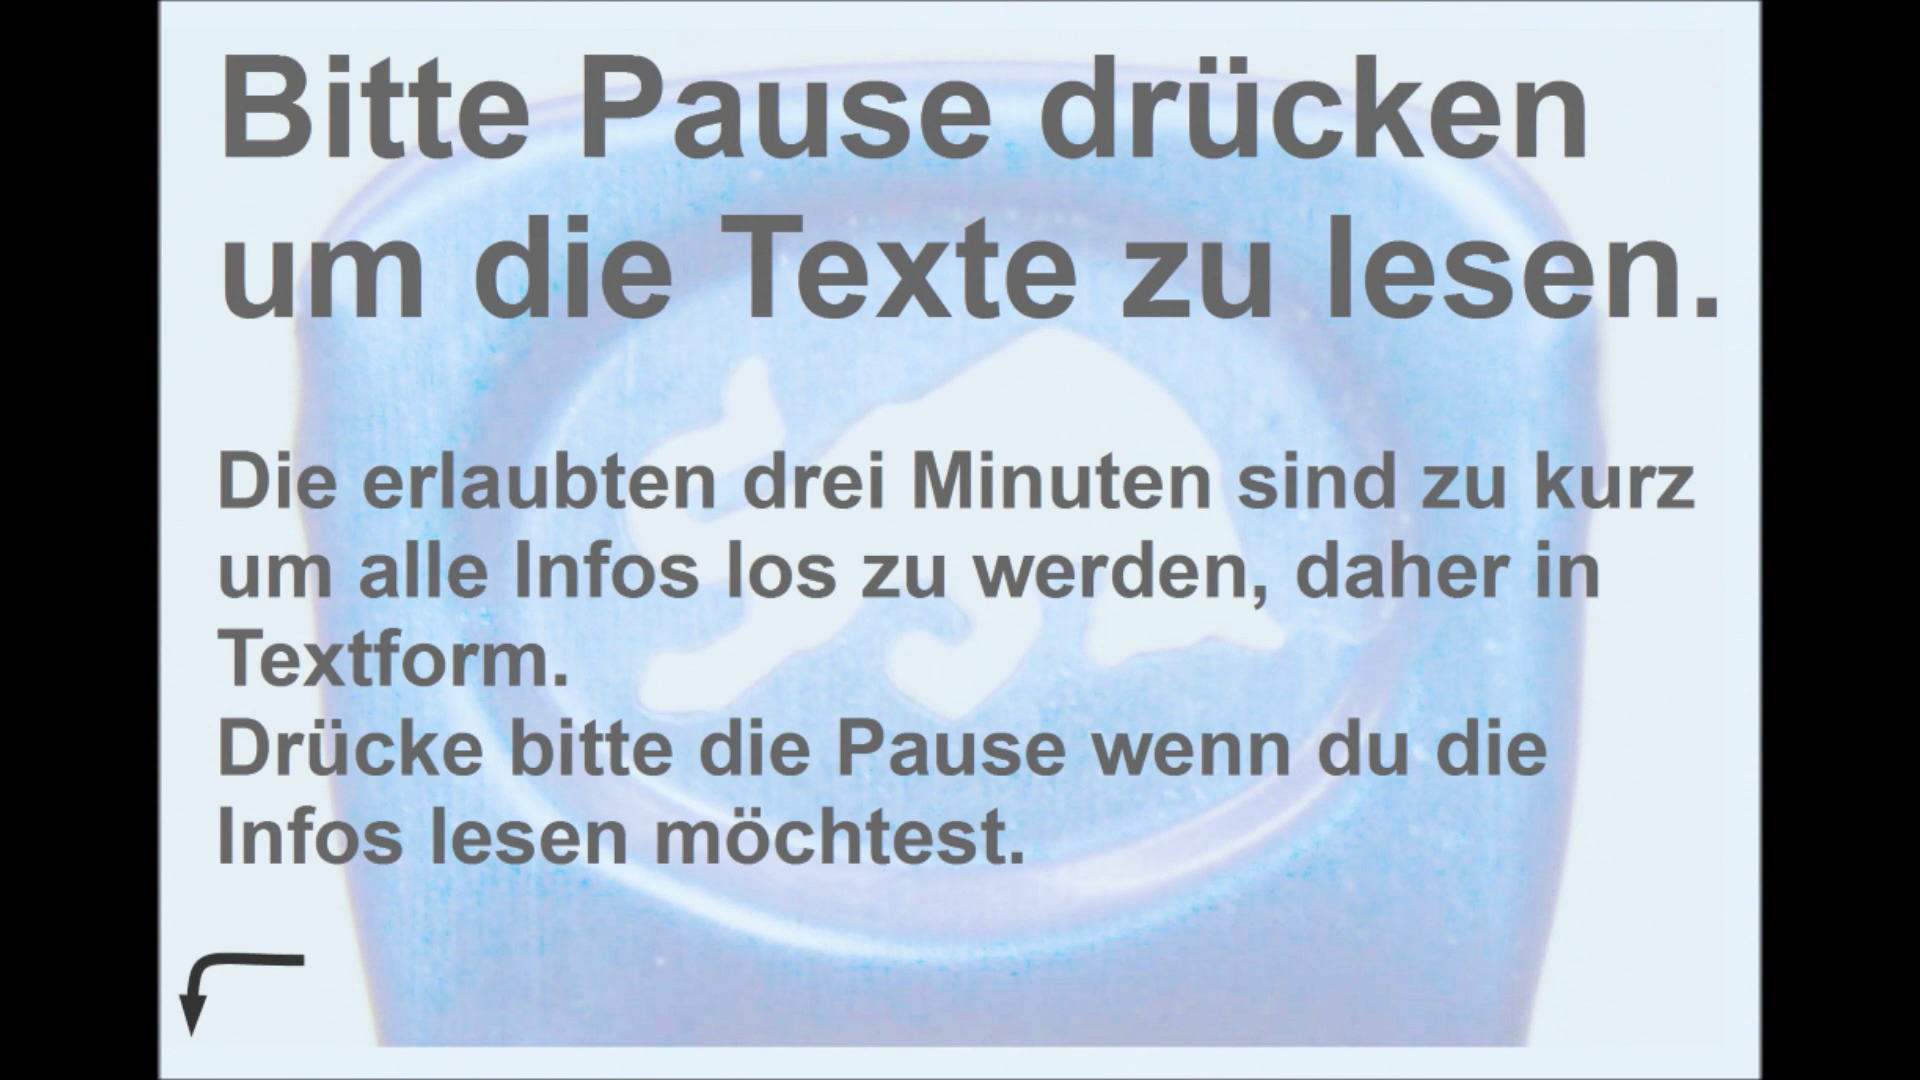 Bitte Pause drücken
um die Texte zu lesen.
Die erlaubten drei Minuten sind zu kurz
um alle Infos los zu werden, daher in
Textform.
Drücke bitte die Pause wenn du die
Infos lesen möchtest.